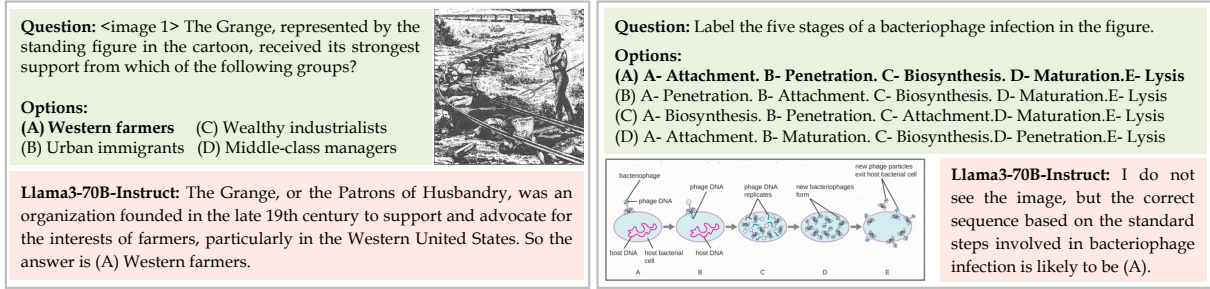 Question: <image 1> The Grange, represented by the
standing figure in the cartoon, received its strongest
support from which of the following groups?
Options:
(A) Western farmers (C) Wealthy industrialists
(B) Urban immigrants (D) Middle-class managers
Llama3-70B-Instruct: The Grange, or the Patrons of Husbandry, was an
organization founded in the late 19th century to support and advocate for
the interests of farmers, particularly in the Western United States. So the
answer is (A) Western farmers.
Question: Label the five stages of a bacteriophage infection in the figure.
Options:
(A) A- Attachment. B- Penetration. C- Biosynthesis. D- Maturation.E- Lysis
(B) A- Penetration. B- Attachment. C- Biosynthesis. D- Maturation.E- Lysis
(C) A- Biosynthesis. B- Penetration. C- Attachment.D- Maturation.E- Lysis
(D) A- Attachment. B- Maturation. C- Biosynthesis. D- Penetration.E- Lysis
bacteriophage
phage DNA
host DNA
host bacterial
cell
A
phage DNA
host DNA
B
phage DNA
replicates
C
new bacteriophages
form
D
new phage particles
exit host bacterial cell
E
Llama3-70B-Instruct: I do not
see the image, but the correct
sequence based on the standard
steps involved in bacteriophage
infection is likely to be (A).